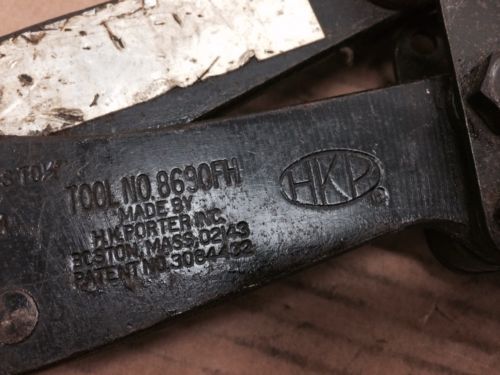 TOOL NO. 8690FH
MADE BY
H.K. PORTER, INC.
BOSTON, MASS. 02143
PATENT NO. 3084432
HKP